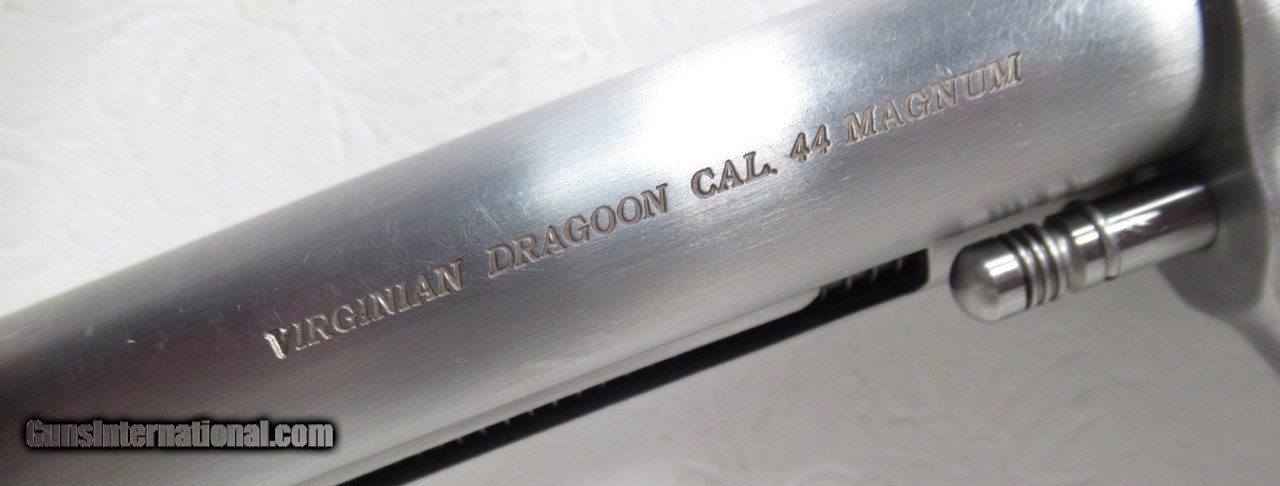 VIRGINIAN DRAGOON CAL. 44 MAGNUM
GunsInternational.com